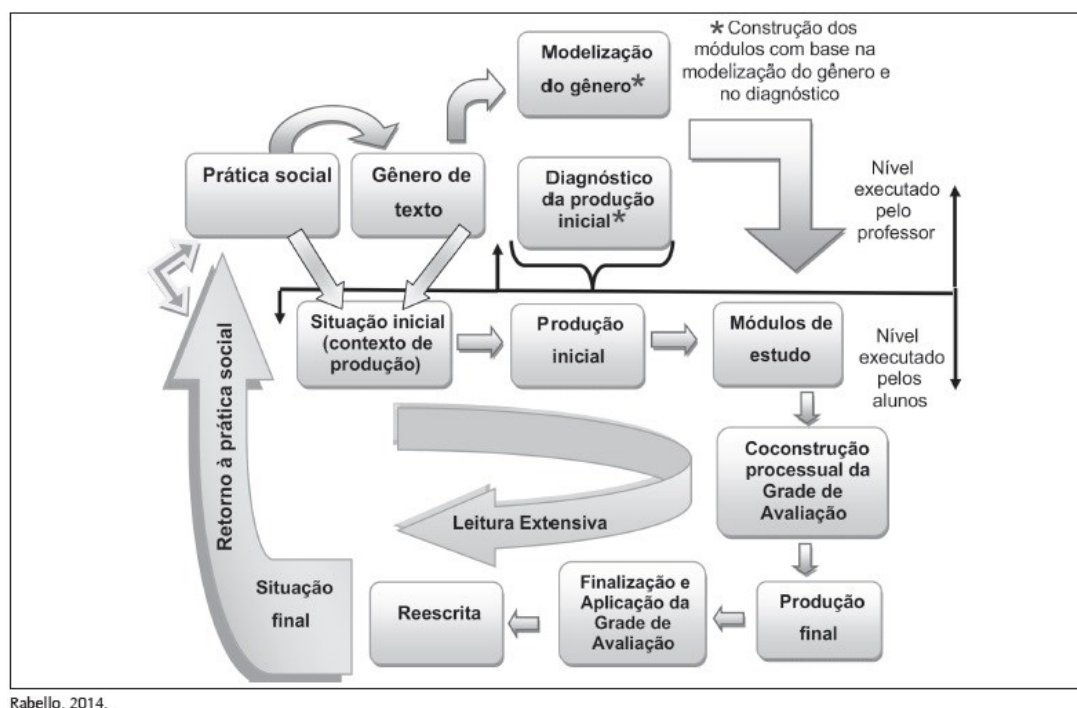 Modelização
do gênero*
* Construção dos
módulos com base na
modelização do gênero e
no diagnóstico
Prática social
Gênero de
texto
Diagnóstico
da produção
inicial*
Nível
executado
pelo
professor
Situação inicial
(contexto de
produção)
Produção
inicial
Módulos de
estudo
Nível
executado
pelos
alunos
Coconstrução
processual da
Grade de
Avaliação
Leitura Extensiva
Retorno à prática social
Situação
final
Reescrita
Finalização e
Aplicação da
Grade de
Avaliação
Produção
final
Rabello, 2014.